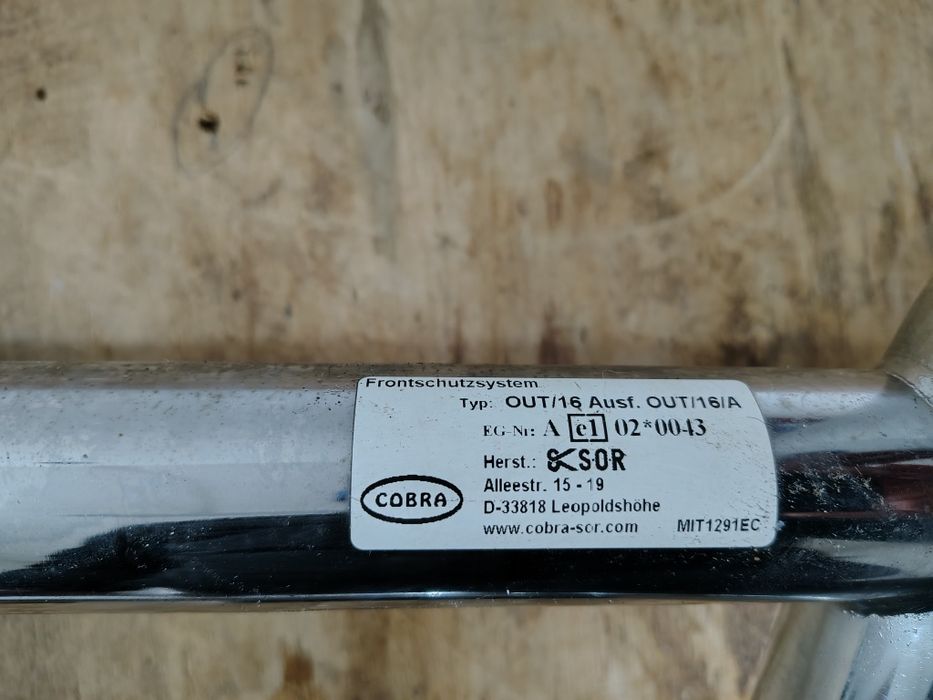 Frontschutzsystem
Typ: OUT/16 Ausf. OUT/16/A
EG-Nr: A e1 02*0043
Herst.: SOR
Alleestr. 15 - 19
COBRA
D-33818 Leopoldshöhe
www.cobra-sor.com MIT1291EC